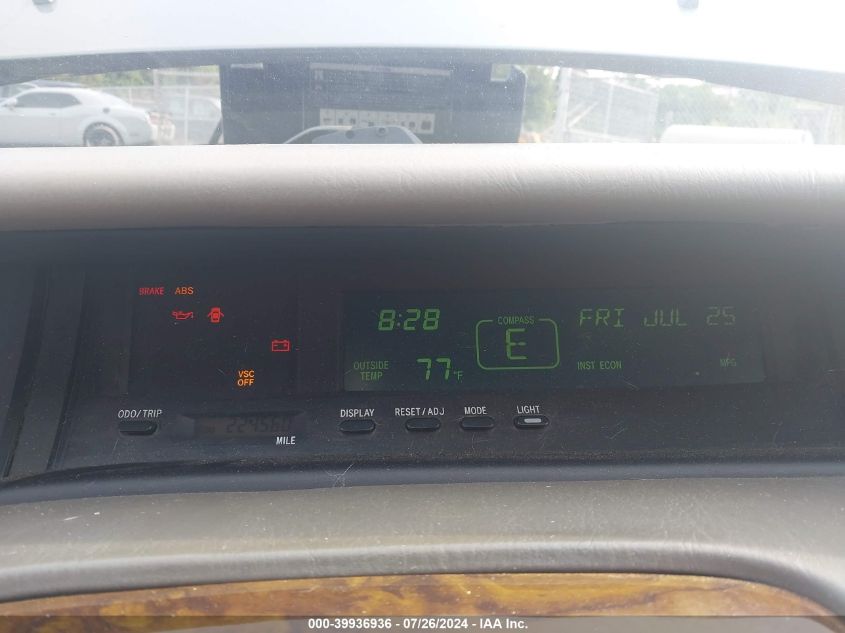 BRAKE ABS
8:28
COMPASS
E
FRI JUL 25
OUTSIDE
TEMP
77°F
INST ECON
MPG
VSC
OFF
ODO/TRIP
224560
MILE
DISPLAY
RESET/ADJ
MODE
LIGHT
000-39936936 - 07/26/2024 - IAA Inc.